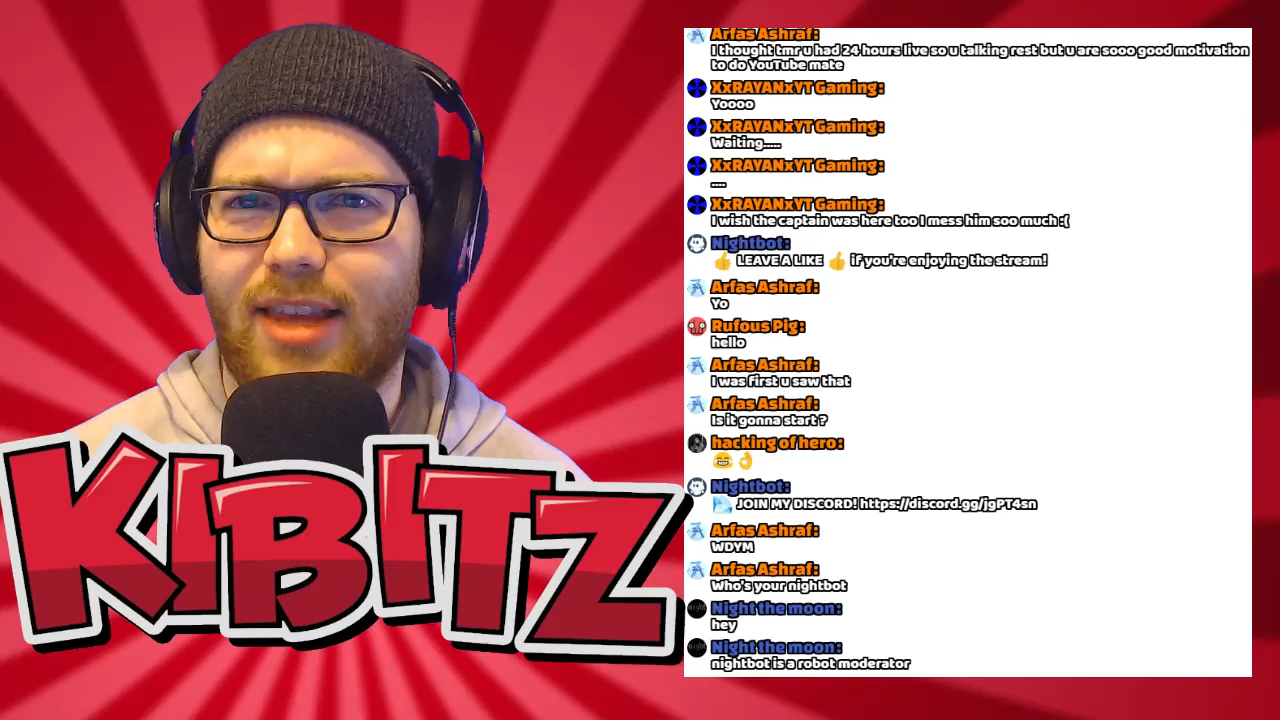 KIBITZ
Arfas Ashraf:
I thought tmr u had 24 hours live so u talking rest but u are sooo good motivation
to do YouTube mate
XxRAYANxYT Gaming:
Yoooo
XxRAYANxYT Gaming:
Waiting.....
XxRAYANxYT Gaming:
....
XxRAYANxYT Gaming:
I wish the captain was here too I mess him soo much :(
Nightbot:
👍 LEAVE A LIKE 👍 if you're enjoying the stream!
Arfas Ashraf:
Yo
Rufous Pig:
hello
Arfas Ashraf:
I was first u saw that
Arfas Ashraf:
Is it gonna start ?
hacking of hero:
😂👌
Nightbot:
JOIN MY DISCORD! https://discord.gg/jgPT4sn
Arfas Ashraf:
WDYM
Arfas Ashraf:
Who's your nightbot
Night the moon:
hey
Night the moon:
nightbot is a robot moderator